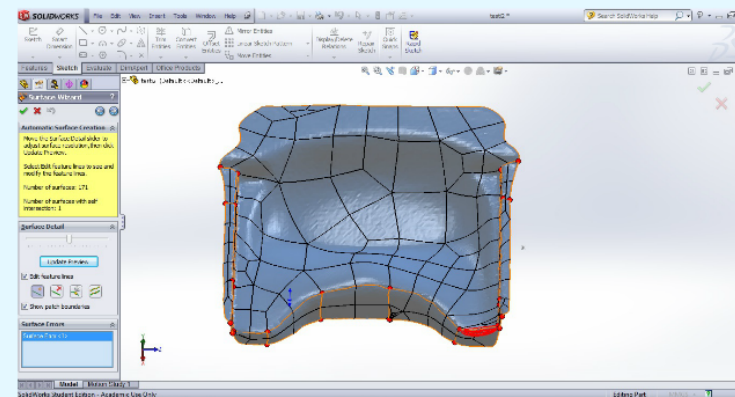 SOLIDWORKS
File Edit View Insert Tools Window Help
test2 *
Search SolidWorks Help
Sketch
Smart Dimension
Trim Entities
Convert Entities
Offset Entities
Mirror Entities
Linear Sketch Pattern
Move Entities
Display/Delete Relations
Repair Sketch
Quick Snaps
Rapid Sketch
Features Sketch Evaluate DimXpert Office Products
Surface Wizard
?
Automatic Surface Creation
Move the Surface Detail slider to
adjust surface resolution, then click
Update Preview.
Select Edit feature lines to see and
modify the feature lines.
Number of surfaces: 171
Number of surfaces with self
intersection: 1
Surface Detail
Update Preview
Edit feature lines
Show patch boundaries
Surface Errors
Model Motion Study 1
SolidWorks Student Edition - Academic Use Only
Editing Part